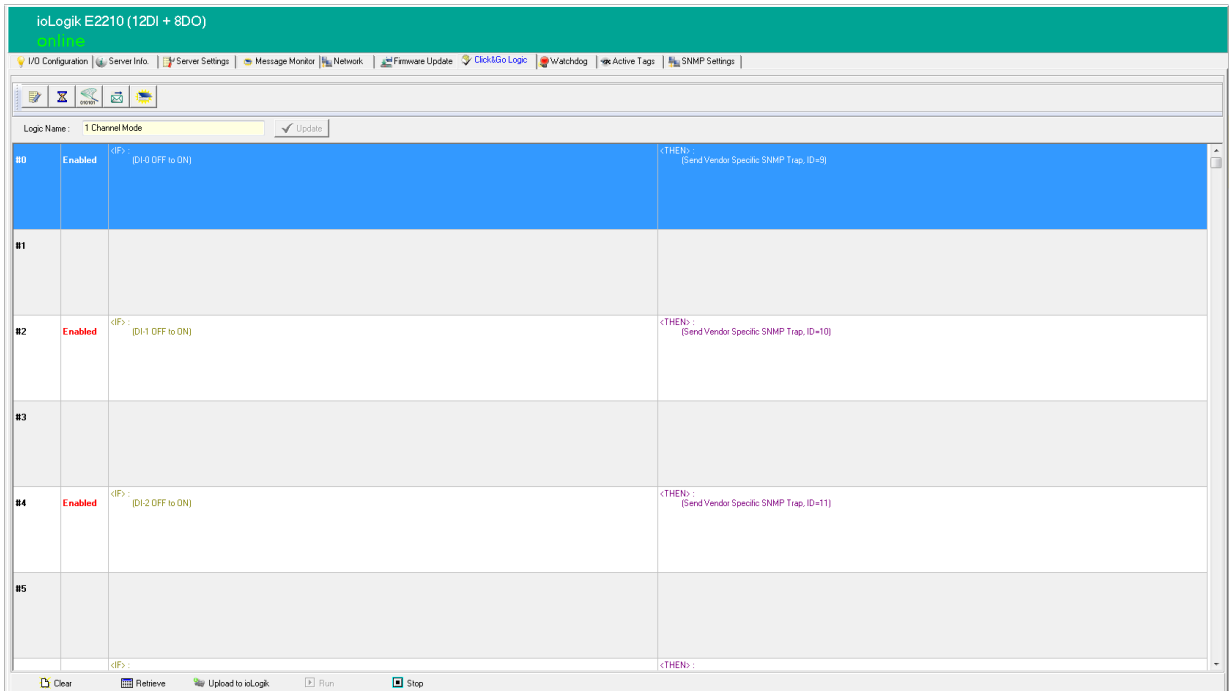 ioLogik E2210 (12DI + 8DO)
online
I/O Configuration Server Info. Server Settings Message Monitor Network Firmware Update Click&Go Logic Watchdog Active Tags SNMP Settings
010101
Logic Name : 1 Channel Mode Update
#0 Enabled <IF> : <THEN> :
(DI-0 OFF to ON) (Send Vendor Specific SNMP Trap, ID=9)
#1
#2 Enabled <IF> : <THEN> :
(DI-1 OFF to ON) (Send Vendor Specific SNMP Trap, ID=10)
#3
#4 Enabled <IF> : <THEN> :
(DI-2 OFF to ON) (Send Vendor Specific SNMP Trap, ID=11)
#5
<IF> : <THEN> :
Clear Retrieve Upload to ioLogik Run Stop